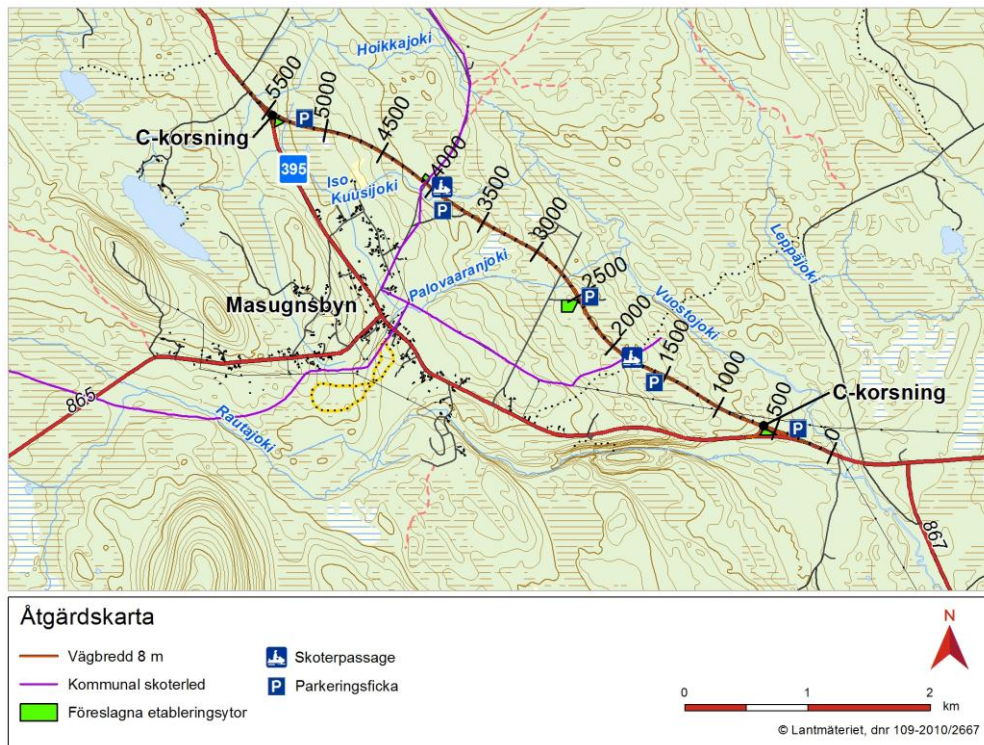 Hoikkajoki
5500
5000
C-korsning
P
4500
395
Iso
Kuusijoki
4000
P
3500
3000
Leppäjoki
Palovaaranjoki
Masugnsbyn
2500
P
Vuostojoki
2000
1500
P
1000
C-korsning
500
P
0
865
Rautajoki
867
Åtgärdskarta
Vägbredd 8 m
Kommunal skoterled
Föreslagna etableringsytor
Skoterpassage
P Parkeringsficka
N
0 1 2
km
© Lantmäteriet, dnr 109-2010/2667